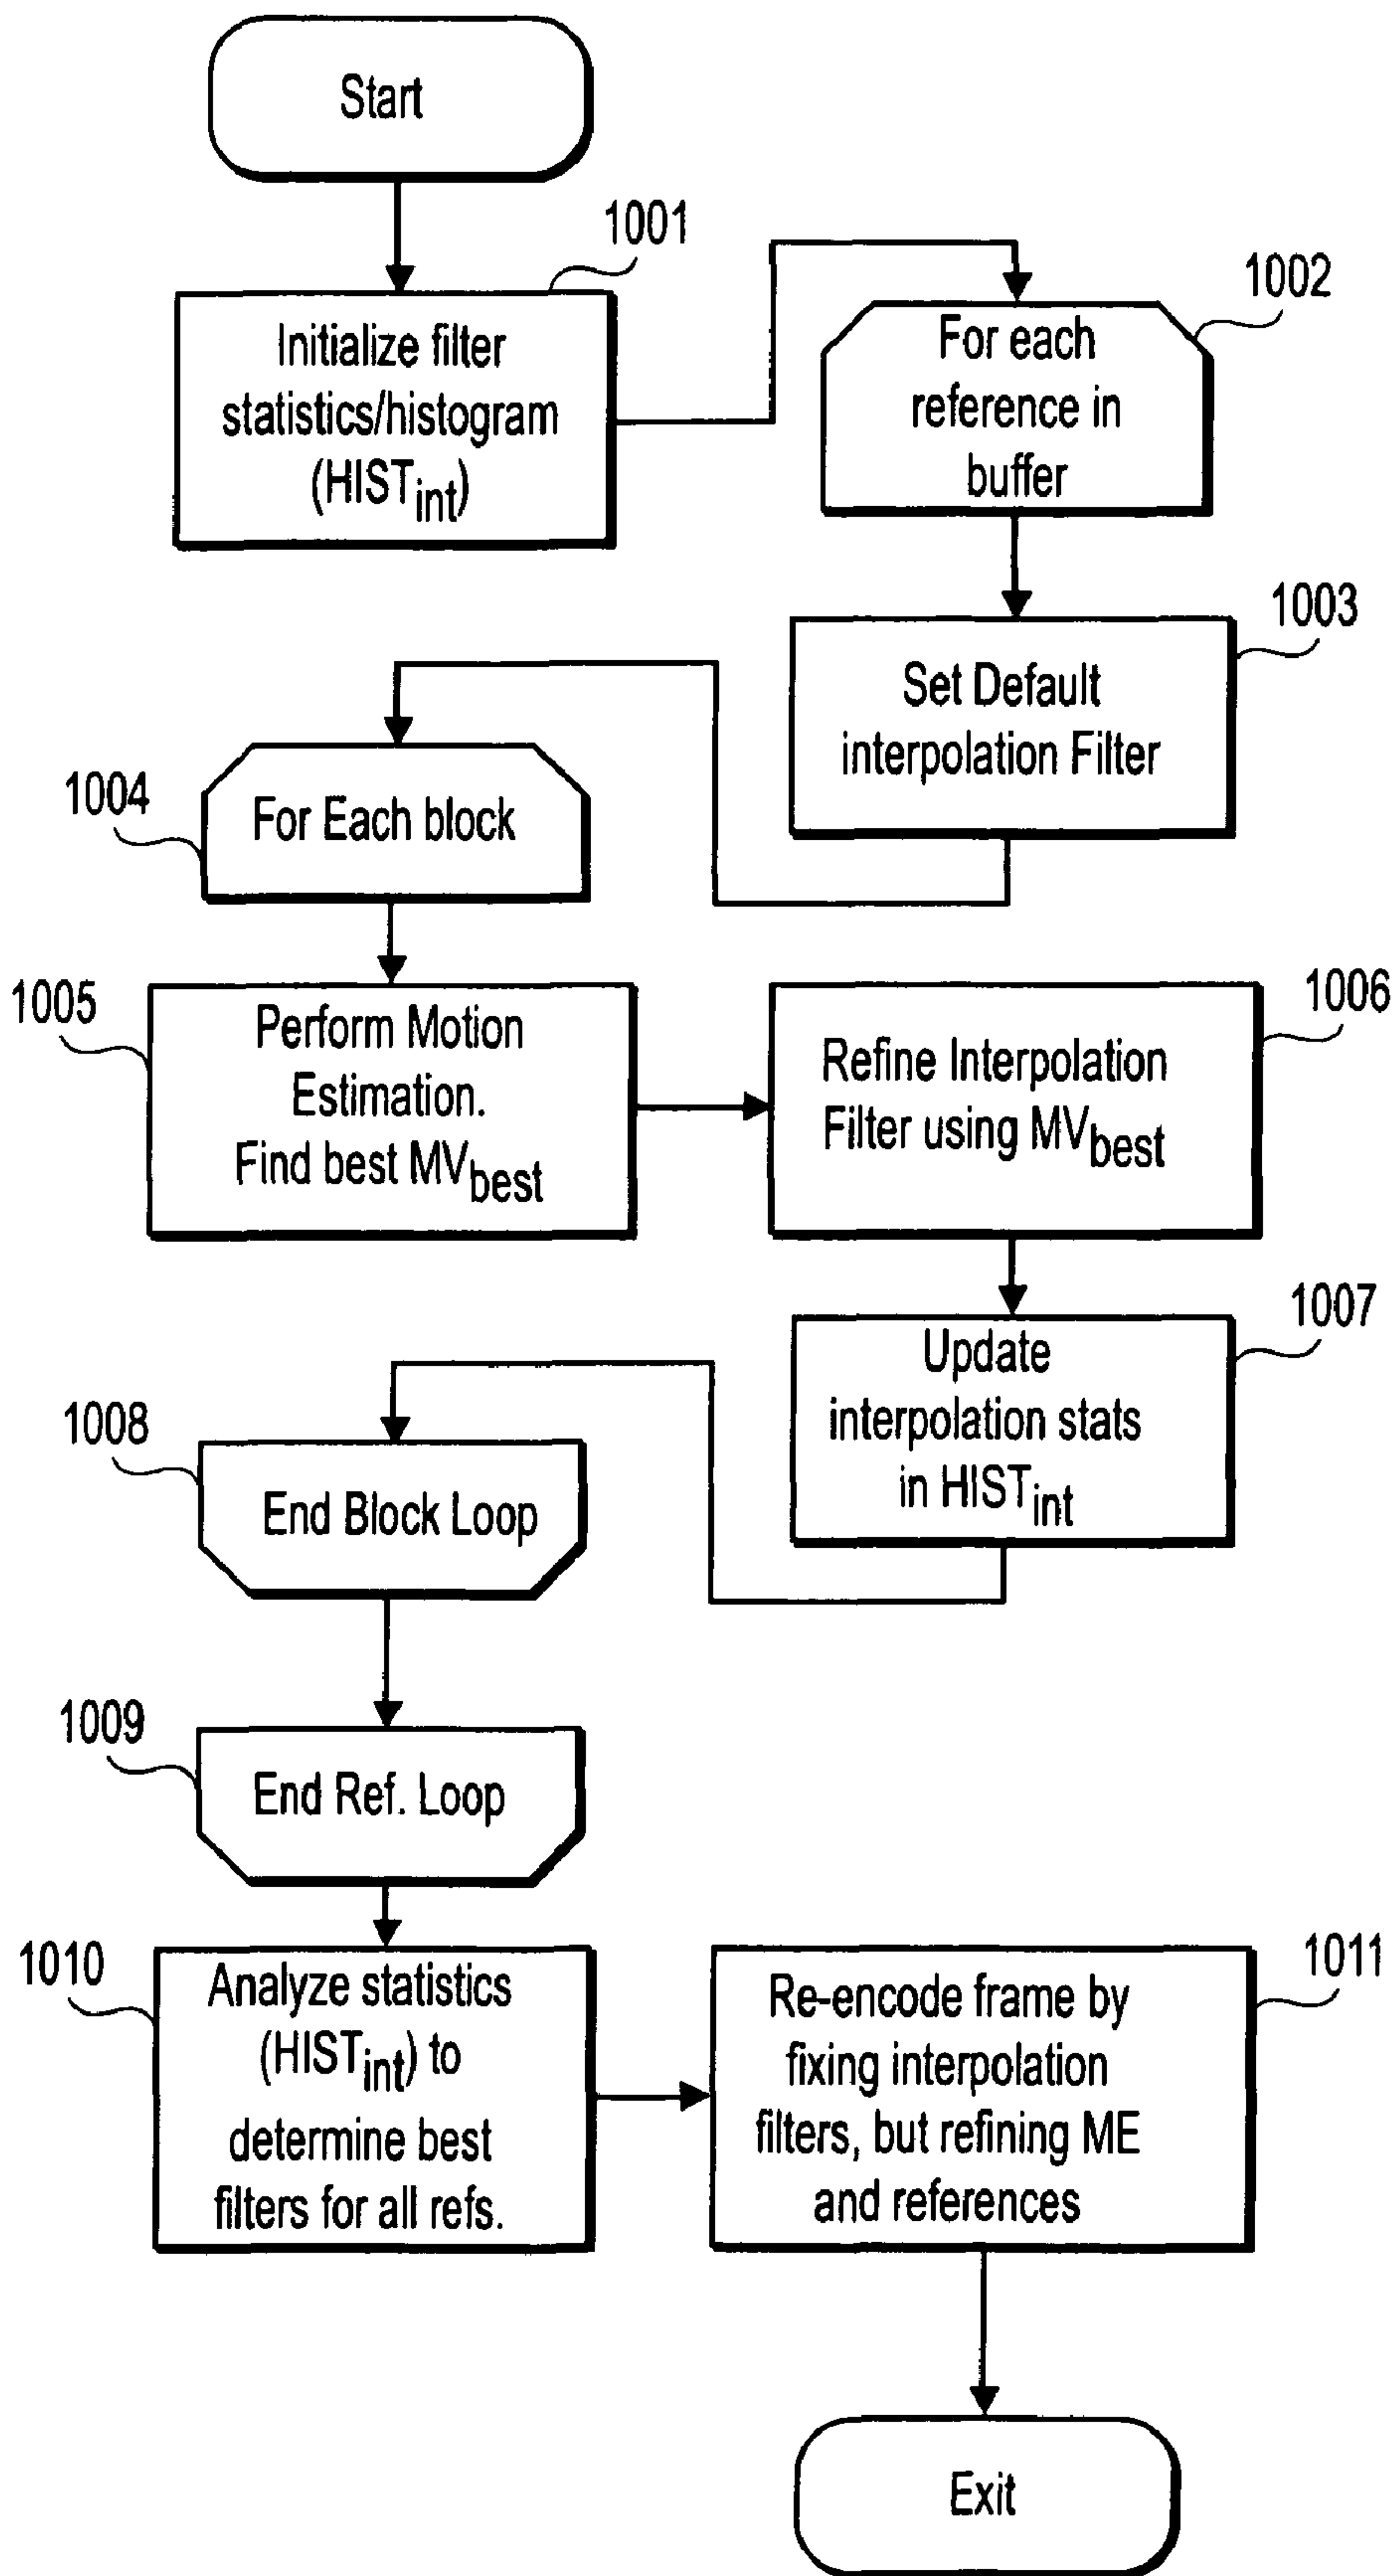 Start
1001
Initialize filter
statistics/histogram
(HISTint)
1002
For each
reference in
buffer
1003
Set Default
interpolation Filter
1004
For Each block
1005
Perform Motion
Estimation.
Find best MVbest
1006
Refine Interpolation
Filter using MVbest
1007
Update
interpolation stats
in HISTint
1008
End Block Loop
1009
End Ref. Loop
1010
Analyze statistics
(HISTint) to
determine best
filters for all refs.
1011
Re-encode frame by
fixing interpolation
filters, but refining ME
and references
Exit